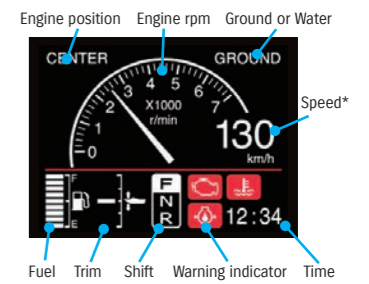 Engine position Engine rpm Ground or Water
CENTER GROUND
0 1 2 3 4 5 6 7
X1000
r/min
Speed*
130
km/h
F
E
F
N
R
12:34
Fuel Trim Shift Warning indicator Time